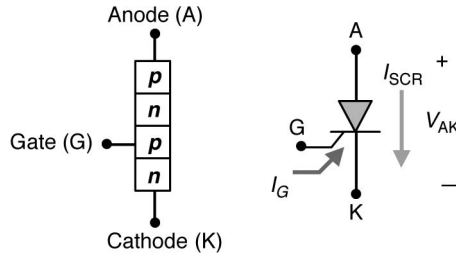 Anode (A)
p
n
p
n
Gate (G)
Cathode (K)
A
+
I_SCR
G
V_AK
I_G
—
K